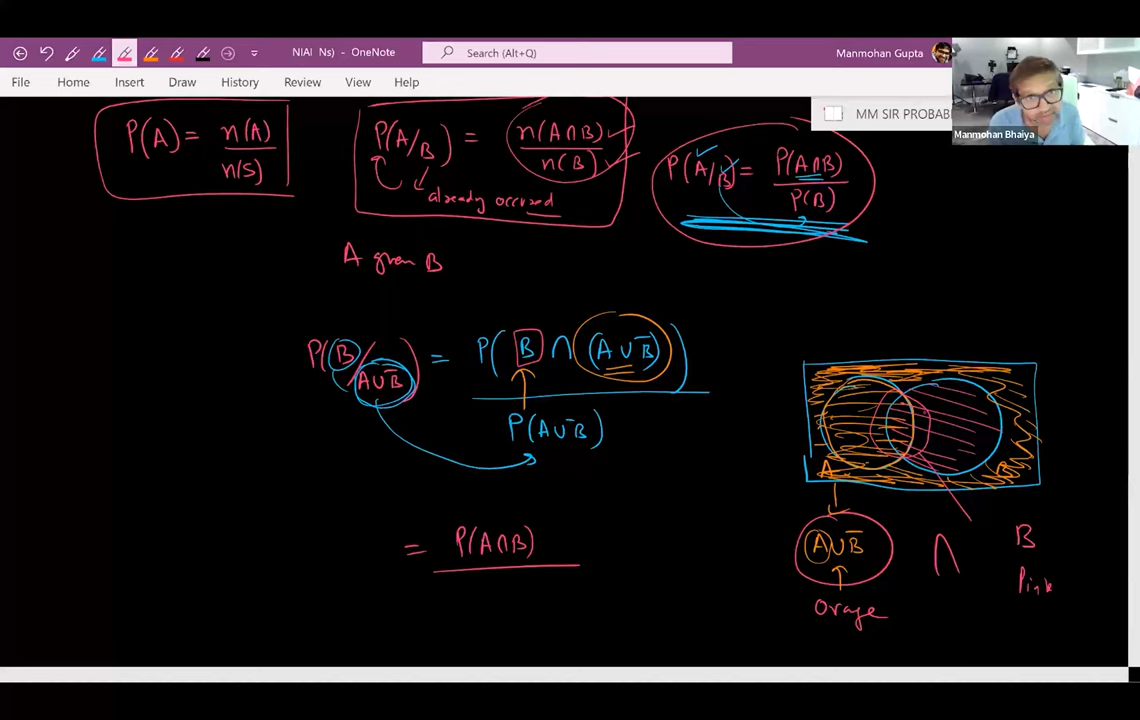 NIAI Ns) - OneNote
Search (Alt+Q)
Manmohan Gupta
File Home Insert Draw History Review View Help
MM SIR PROBAB
Manmohan Bhaiya
P(A) = n(A) / n(S)
P(A/B) = n(A∩B) / n(B)
already occured
P(A/B) = P(A∩B) / P(B)
A given B
P(B/A∪B̅) = P(B∩(A∪B̅)) / P(A∪B̅)
A B
= P(A∩B)
A∪B̅ ∩ B
Orange
Pink